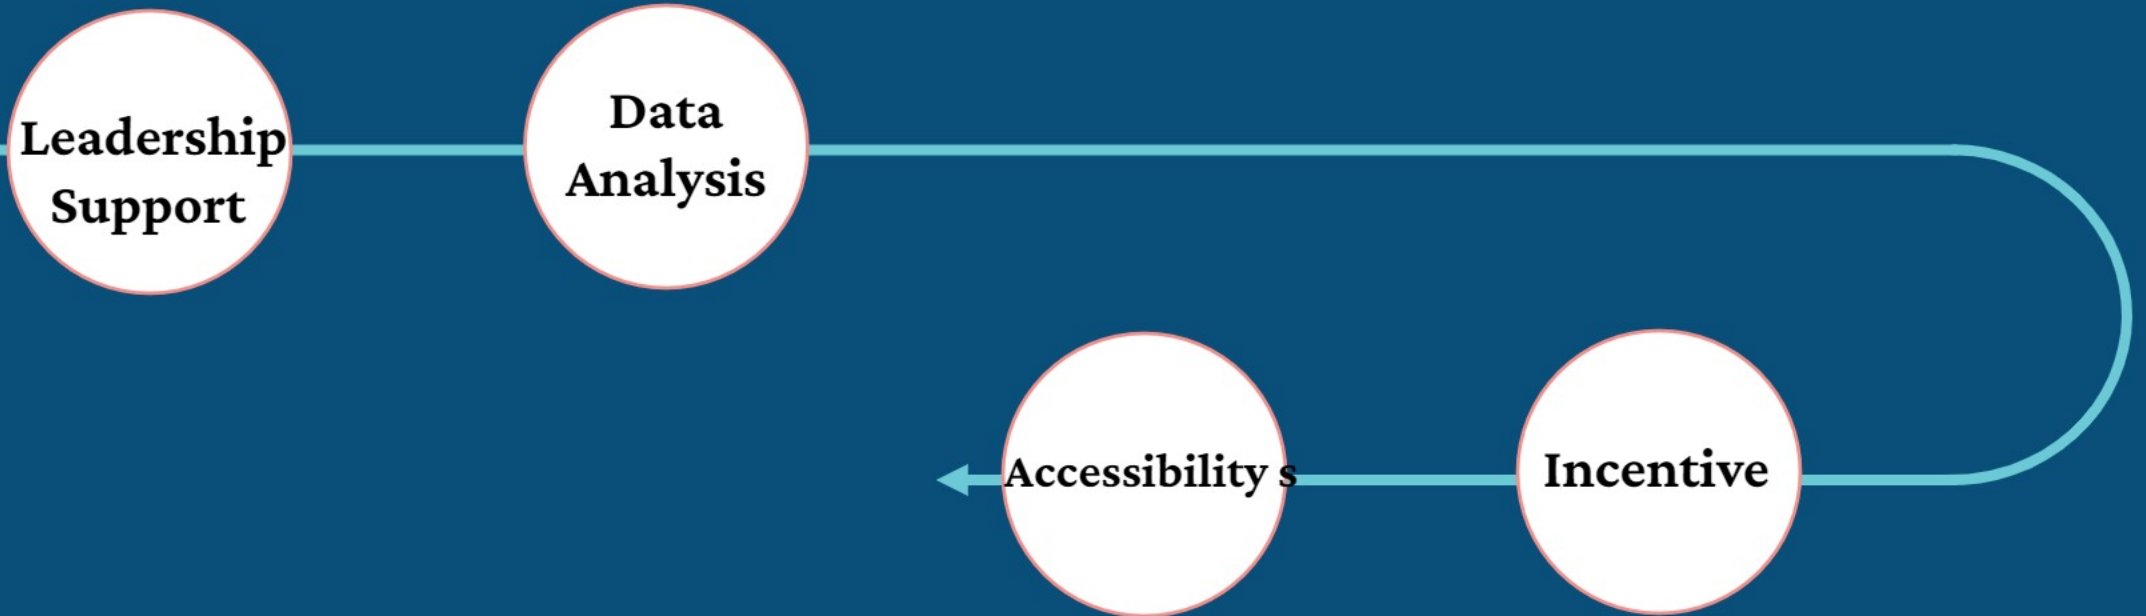 Leadership
Support
Data
Analysis
Incentive
Accessibility s